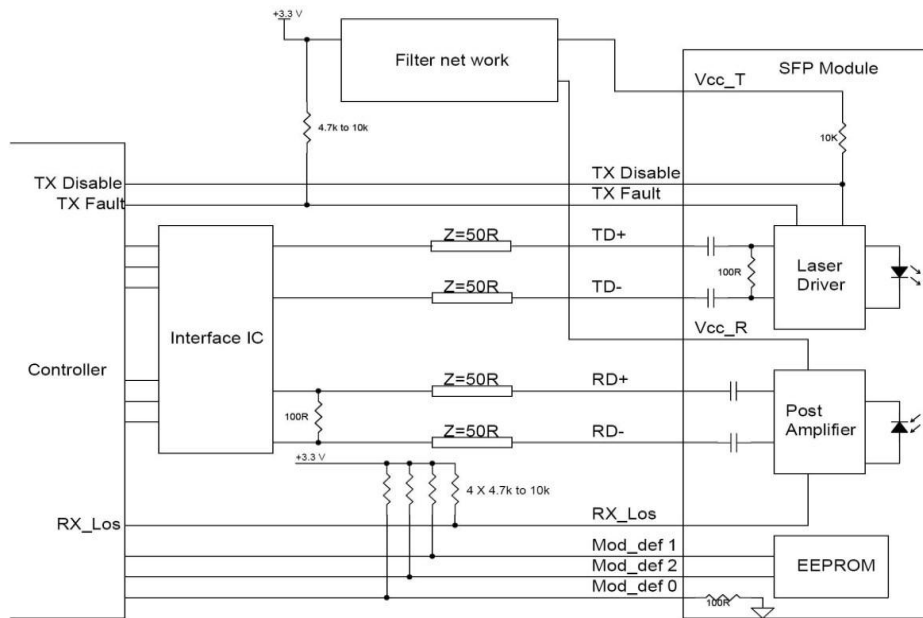 +3.3 V
Filter net work
SFP Module
Vcc_T
4.7k to 10k
10K
TX Disable
TX Disable
TX Fault
TX Fault
Z=50R
TD+
100R
Laser
Driver
Z=50R
TD-
Interface IC
Vcc_R
Controller
Z=50R
RD+
100R
Post
Amplifier
Z=50R
RD-
+3.3 V
4 X 4.7k to 10k
RX_Los
RX_Los
Mod_def 1
Mod_def 2
EEPROM
Mod_def 0
100R